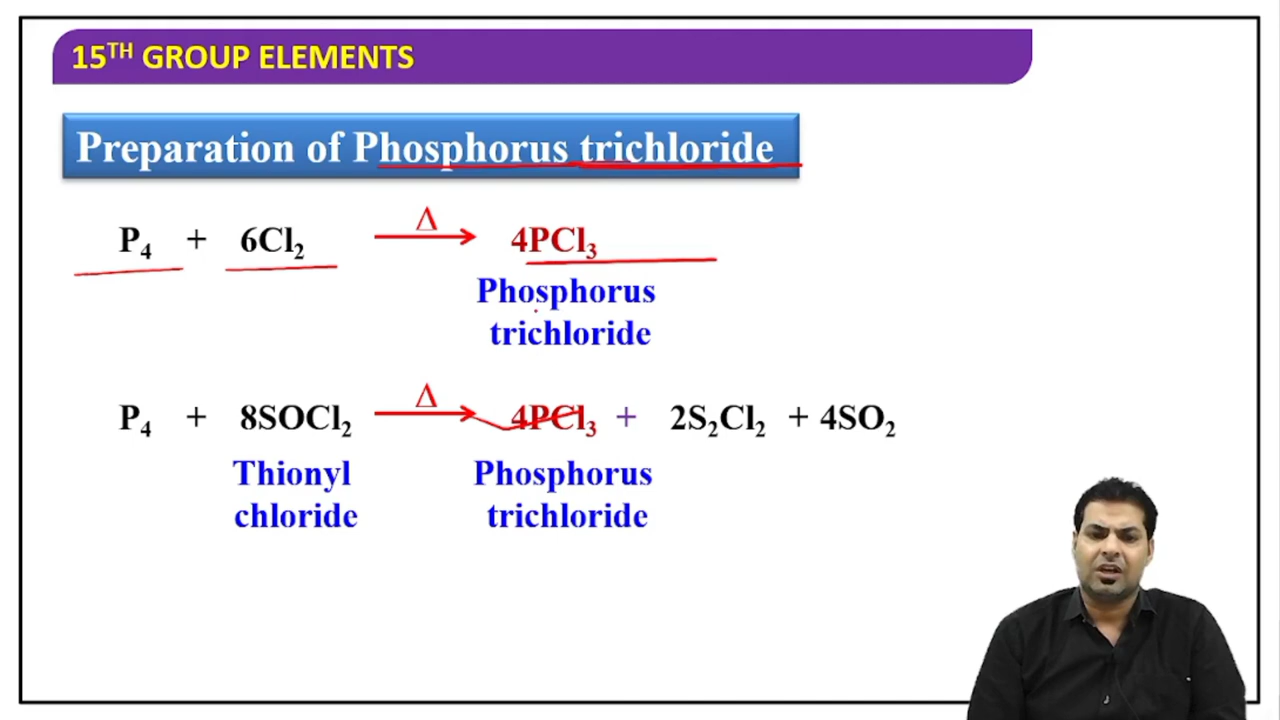 15TH GROUP ELEMENTS
Preparation of Phosphorus trichloride
Δ
P4 + 6Cl2 → 4PCl3
Phosphorus
trichloride
Δ
P4 + 8SOCl2 → 4PCl3 + 2S2Cl2 + 4SO2
Thionyl Phosphorus
chloride trichloride